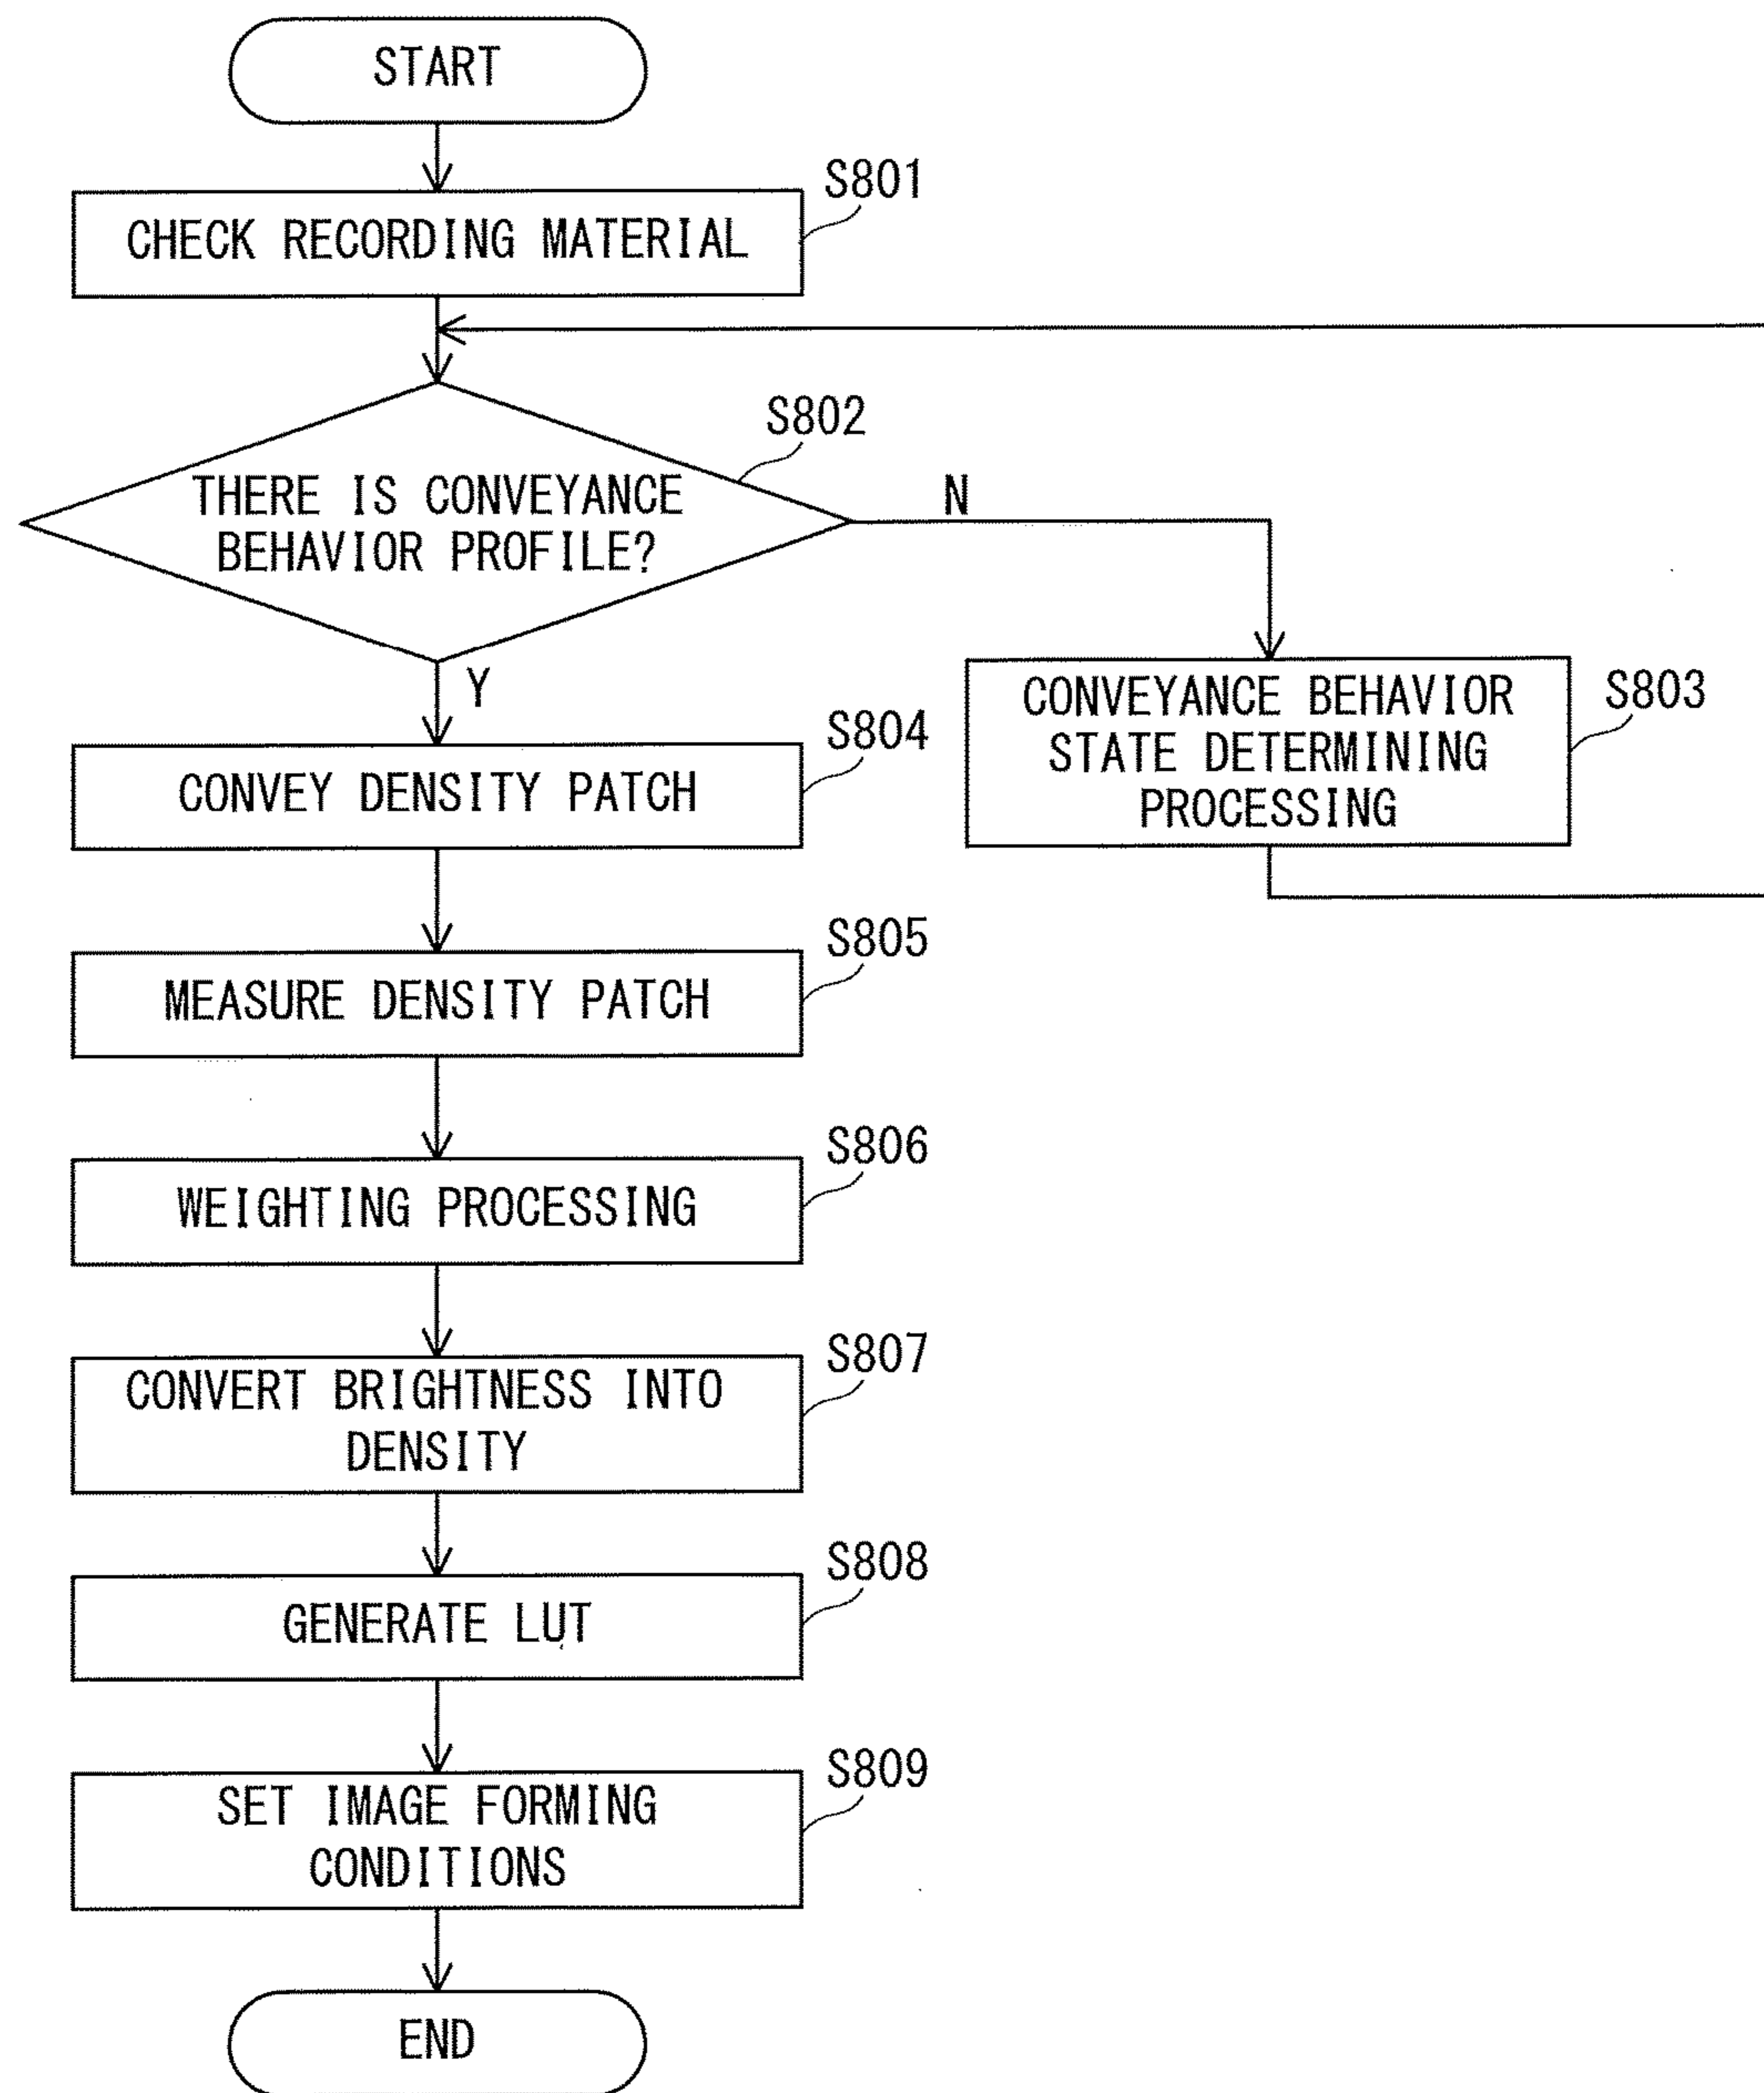 START
S801
CHECK RECORDING MATERIAL
S802
THERE IS CONVEYANCE
BEHAVIOR PROFILE?
N
Y
S803
CONVEYANCE BEHAVIOR
STATE DETERMINING
PROCESSING
S804
CONVEY DENSITY PATCH
S805
MEASURE DENSITY PATCH
S806
WEIGHTING PROCESSING
S807
CONVERT BRIGHTNESS INTO
DENSITY
S808
GENERATE LUT
S809
SET IMAGE FORMING
CONDITIONS
END